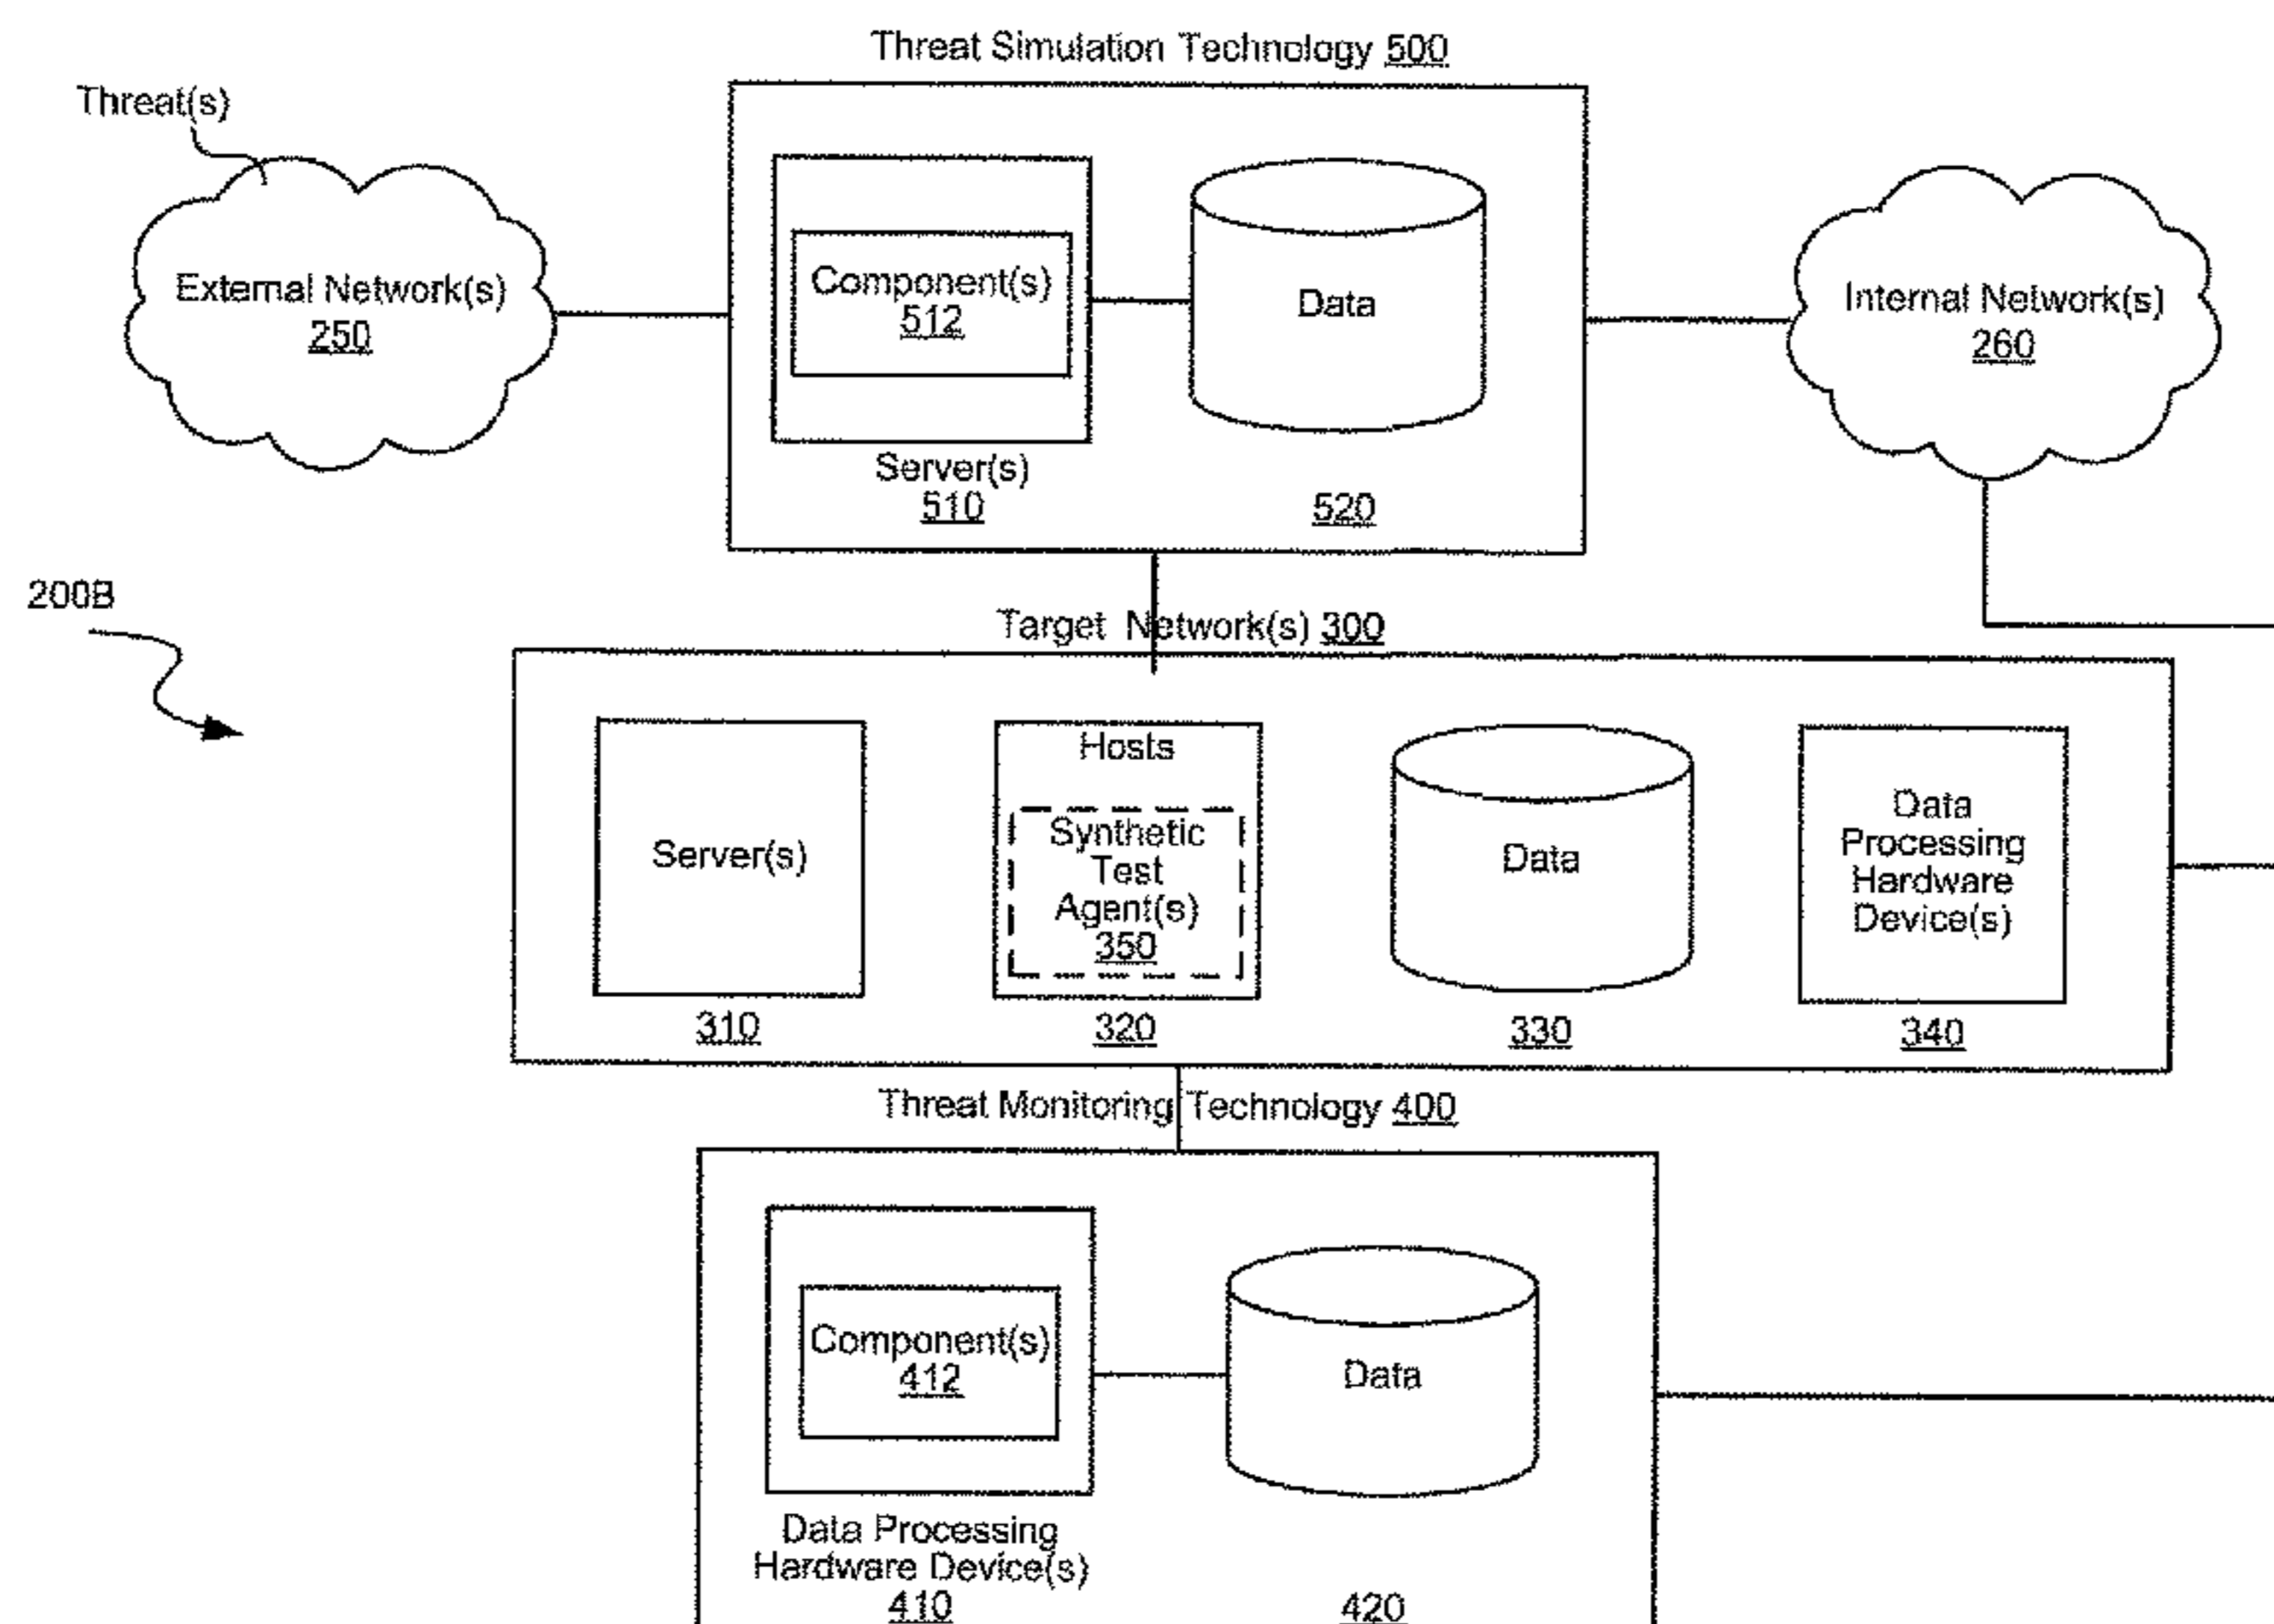 Threat Simulation Technology 500
Threat(s)
External Network(s)
250
Component(s)
512
Data
Server(s)
510
520
Internal Network(s)
260
200B
Target Network(s) 300
Server(s)
310
Hosts
Synthetic
Test
Agent(s)
350
320
Data
330
Data
Processing
Hardware
Device(s)
340
Threat Monitoring Technology 400
Component(s)
412
Data
Data Processing
Hardware Device(s)
410
420